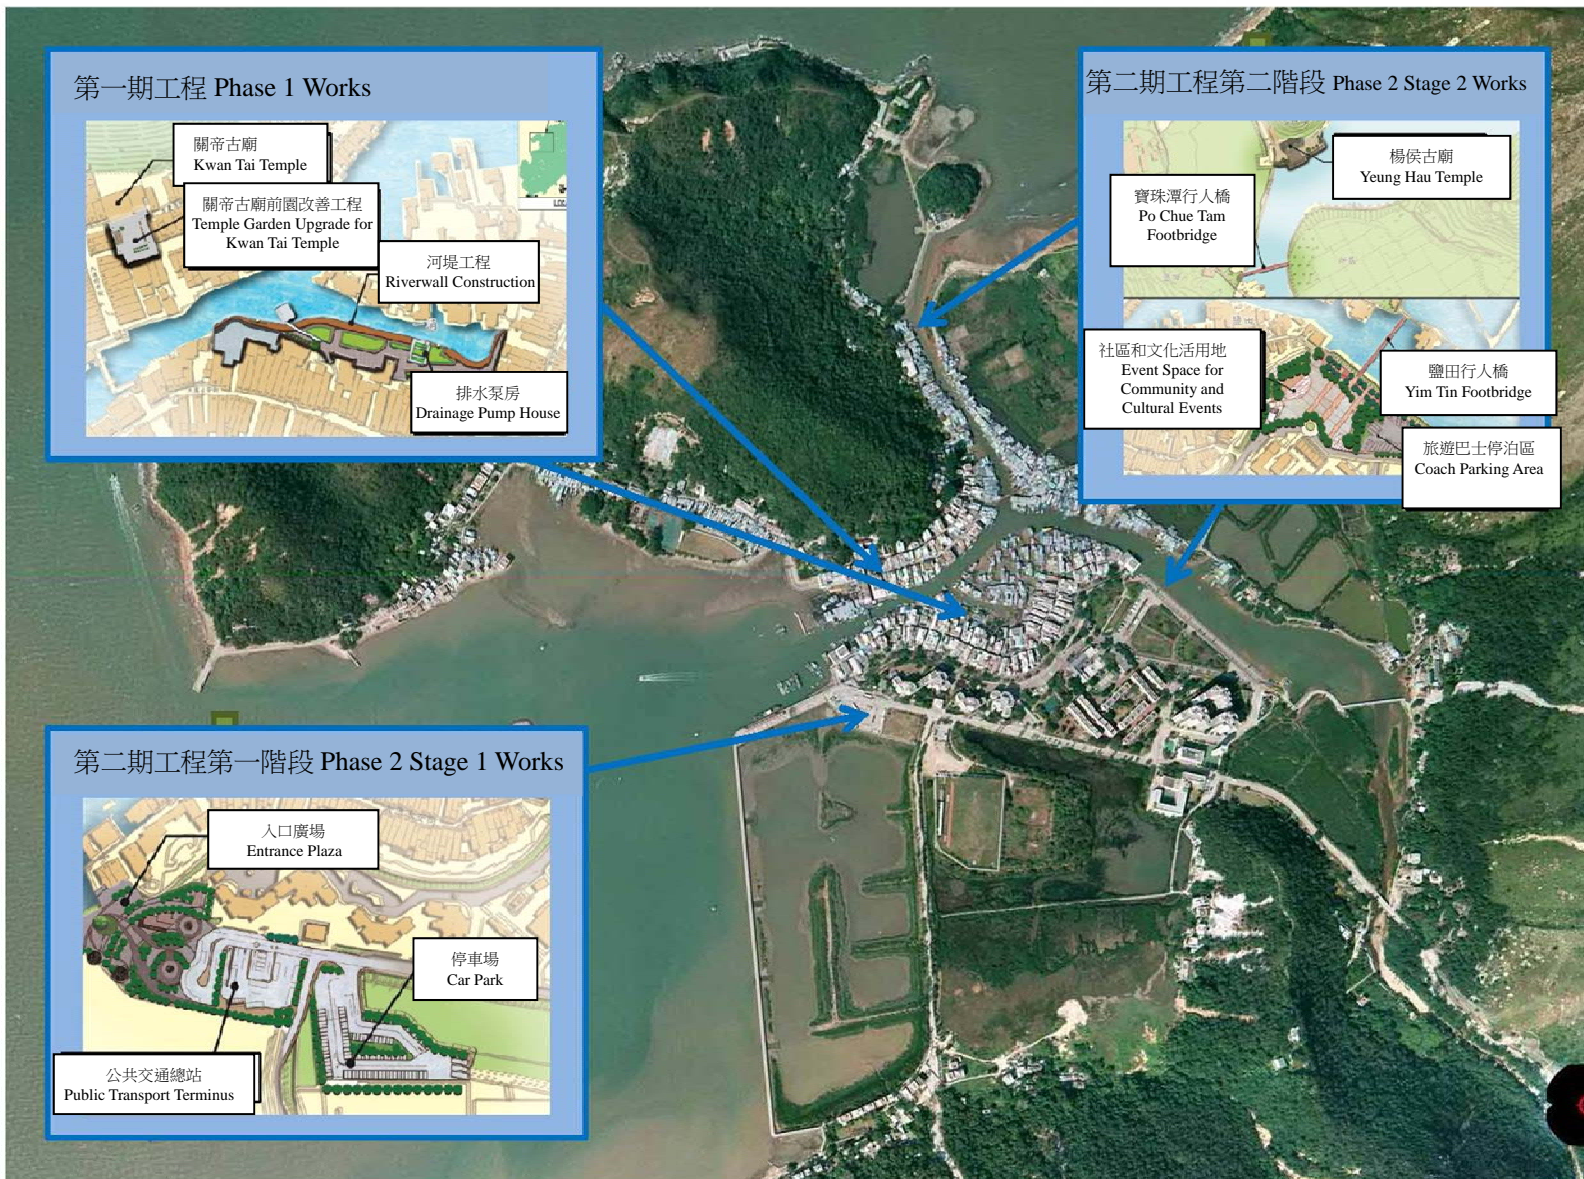 第一期工程 Phase 1 Works
關帝古廟
Kwan Tai Temple
關帝古廟前園改善工程
Temple Garden Upgrade for
Kwan Tai Temple
河堤工程
Riverwall Construction
排水泵房
Drainage Pump House
第二期工程第二階段 Phase 2 Stage 2 Works
楊侯古廟
Yeung Hau Temple
寶珠潭行人橋
Po Chue Tam
Footbridge
社區和文化活用地
Event Space for
Community and
Cultural Events
鹽田行人橋
Yim Tin Footbridge
旅遊巴士停泊區
Coach Parking Area
第二期工程第一階段 Phase 2 Stage 1 Works
入口廣場
Entrance Plaza
停車場
Car Park
公共交通總站
Public Transport Terminus